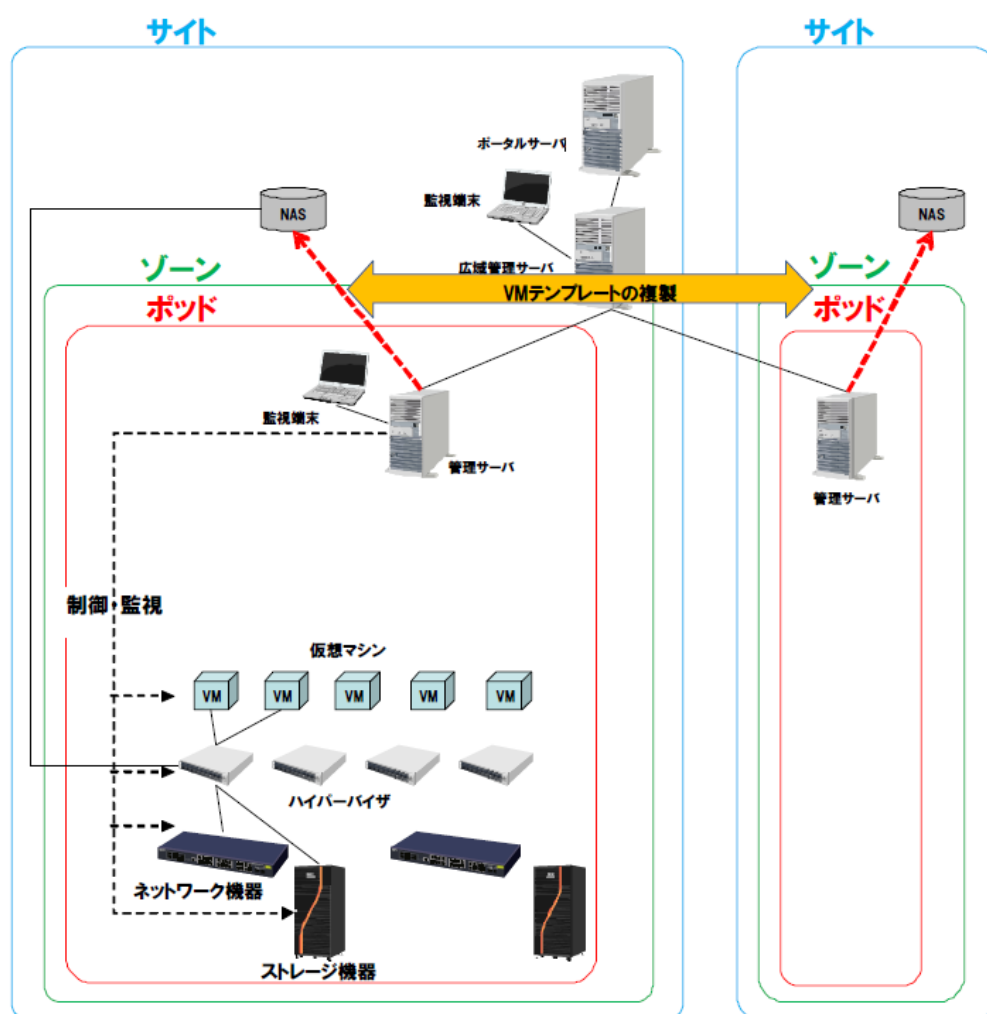 サイト
サイト
ポータルサーバ
監視端末
NAS
NAS
広域管理サーバ
ゾーン
ゾーン
VMテンプレートの複製
ポッド
ポッド
監視端末
管理サーバ
管理サーバ
制御・監視
仮想マシン
VM
VM
VM
VM
VM
ハイパーバイザ
ネットワーク機器
ストレージ機器